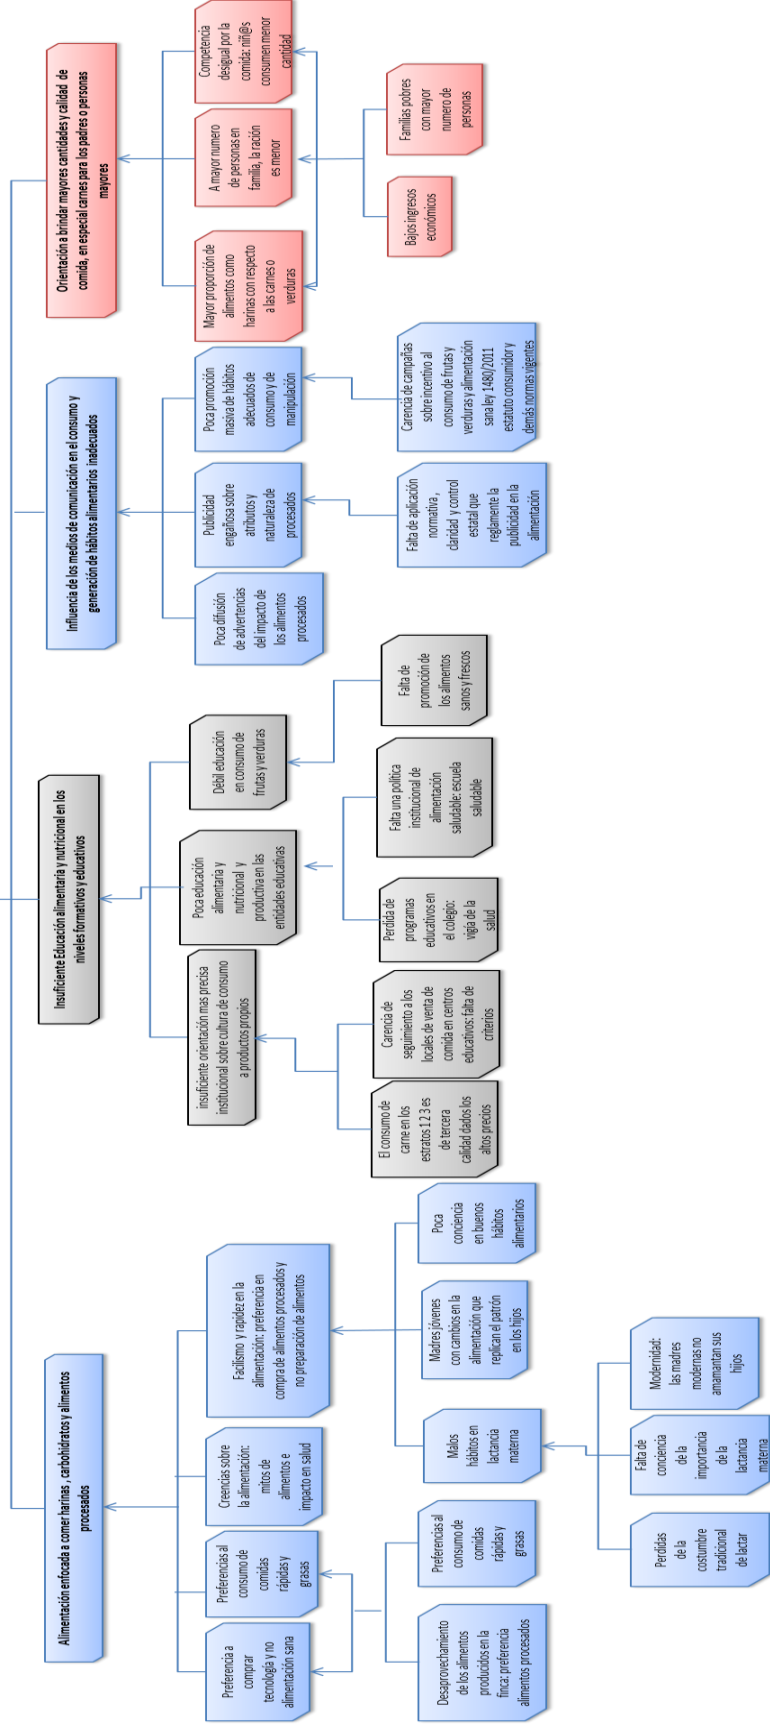 Alimentación enfocada a comer harinas , carbohidratos y alimentos
procesados
Insuficiente Educación alimentaria y nutricional en los
niveles formativos y educativos
Influencia de los medios de comunicación en el consumo y
generación de hábitos alimentarios inadecuados
Orientación a brindar mayores cantidades y calidad de
comida, en especial carnes para los padres o personas
mayores
Preferencia a
comprar
tecnología y no
alimentación sana
Preferencias al
consumo de
comidas
rápidas y
grasas
Creencias sobre
la alimentación:
mitos de
alimentos e
impacto en salud
Facilismo y rapidez en la
alimentación: preferencia en
compra de alimentos procesados y
no preparación de alimentos
insuficiente orientación mas precisa
institucional sobre cultura de consumo
a productos propios
Poca educación
alimentaria y
nutricional y
productiva en las
entidades educativas
Débil educación
en consumo de
frutas y verduras
Poca difusión
de advertencias
del impacto de
los alimentos
procesados
Publicidad
engañosa sobre
atributos y
naturaleza de
procesados
Poca promoción
masiva de hábitos
adecuados de
consumo y de
manipulación
Mayor proporción de
alimentos como
harinas con respecto
a las carnes o
verduras
A mayor numero
de personas en
familia, la ración
es menor
Competencia
desigual por la
comida: niñ@s
consumen menor
cantidad
Desaprovechamiento
de los alimentos
producidos en la
finca: preferencia
alimentos procesados
Preferencias al
consumo de
comidas
rápidas y
grasas
Malos
hábitos en
lactancia
materna
Madres jóvenes
con cambios en la
alimentación que
replican el patrón
en los hijos
Poca
conciencia
en buenos
hábitos
alimentarios
El consumo de
carne en los
estratos 1 2 3 es
de tercera
calidad dados los
altos precios
Carencia de
seguimiento a los
locales de venta de
comida en centros
educativos: falta de
criterios
Perdida de
programas
educativos en
el colegio:
vigía de la
salud
Falta una política
institucional de
alimentación
saludable: escuela
saludable
Falta de
promoción de
los alimentos
sanos y frescos
Falta de aplicación
normativa ,
claridad y control
estatal que
reglamente la
publicidad en la
alimentación
Carencia de campañas
sobre incentivo al
consumo de frutas y
verduras y alimentación
sana ley 1480/2011
estatuto consumidor y
demás normas vigentes
Bajos ingresos
económicos
Familias pobres
con mayor
numero de
personas
Perdidas
de la
costumbre
tradicional
de lactar
Falta de
conciencia
de la
importancia
de la
lactancia
materna
Modernidad:
las madres
modernas no
amamantan sus
hijos